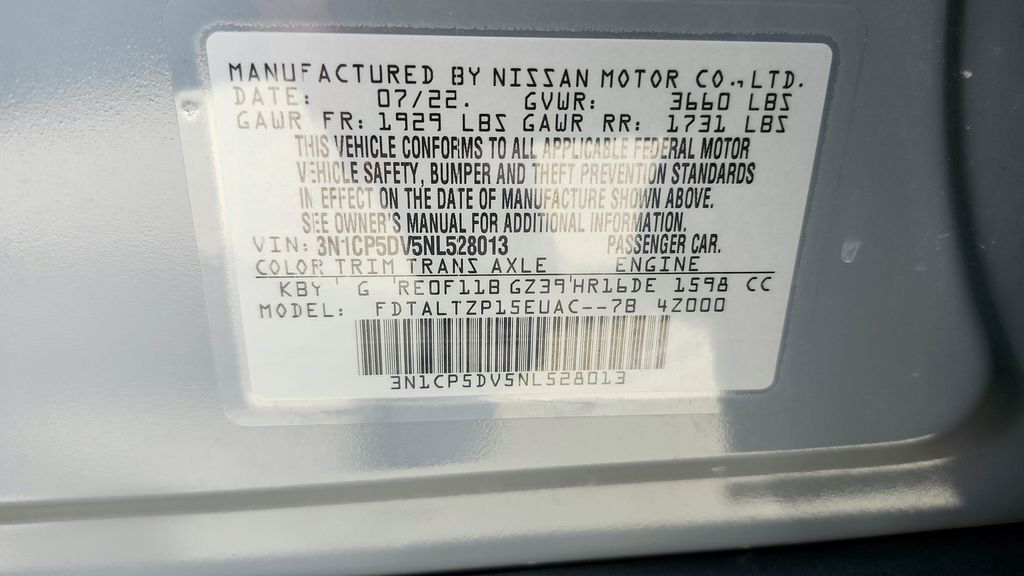 MANUFACTURED BY NISSAN MOTOR CO., LTD.
DATE: 07/22. GVWR: 3660 LBS
GAWR FR: 1929 LBS GAWR RR: 1731 LBS
THIS VEHICLE CONFORMS TO ALL APPLICABLE FEDERAL MOTOR
VEHICLE SAFETY, BUMPER AND THEFT PREVENTION STANDARDS
IN EFFECT ON THE DATE OF MANUFACTURE SHOWN ABOVE.
SEE OWNER'S MANUAL FOR ADDITIONAL INFORMATION.
VIN: 3N1CP5DV5NL528013 PASSENGER CAR.
COLOR TRIM TRANS AXLE ENGINE
KBY G RE0F11B GZ39 HR16DE 1598 CC
MODEL: FDTALTZP15EUAC--7B 4Z000
3N1CP5DV5NL528013